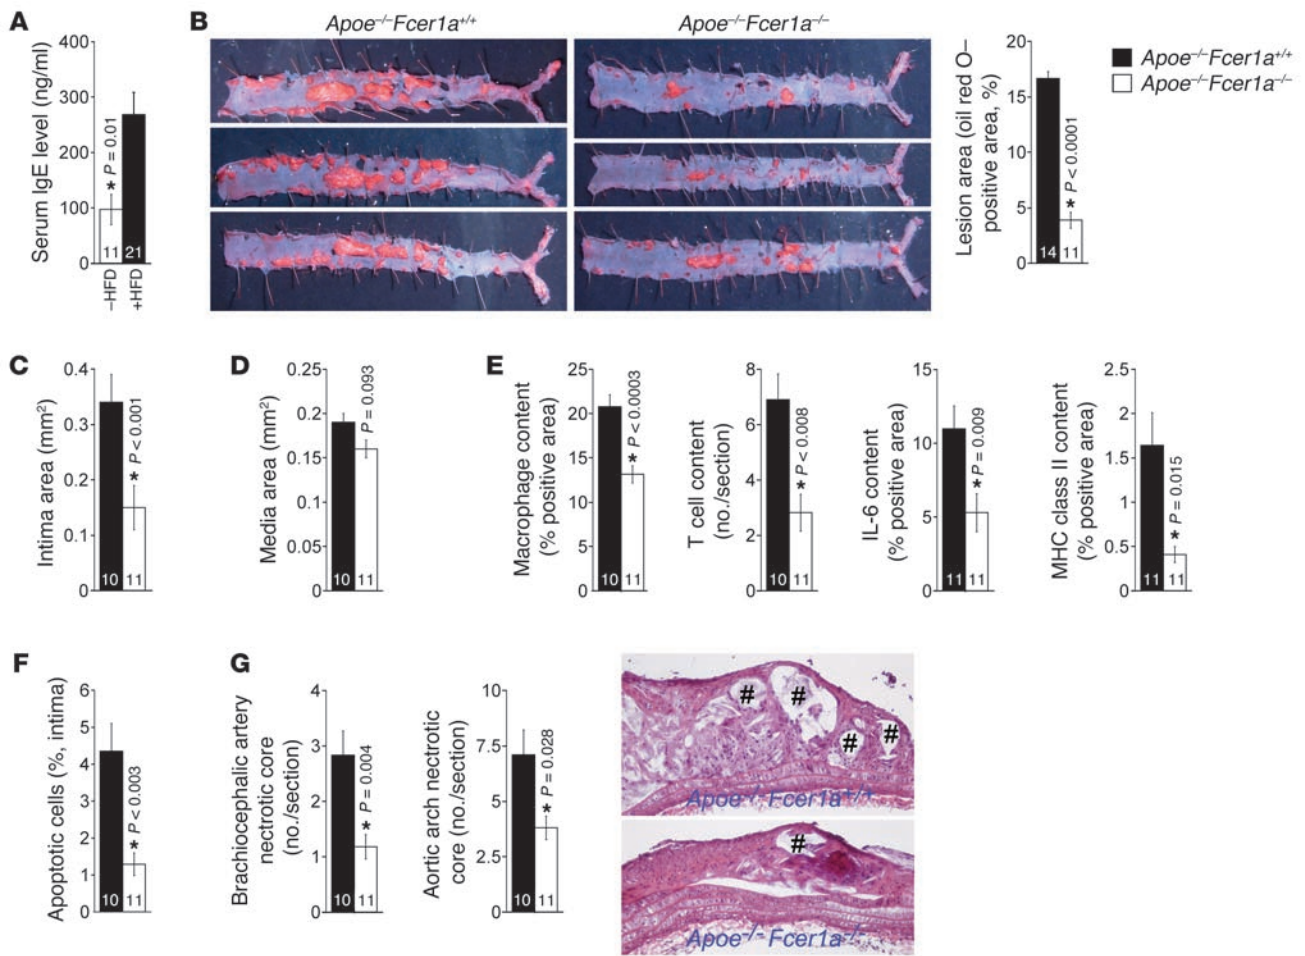 A
Serum IgE level (ng/ml)
400
300
200
100
0
* P = 0.01
11
21
–HFD
+HFD
B
Apoe–/–Fcer1a+/+
Apoe–/–Fcer1a–/–
Lesion area (oil red O–
positive area, %)
20
15
10
5
0
* P < 0.0001
14
11
Apoe–/–Fcer1a+/+
Apoe–/–Fcer1a–/–
C
Intima area (mm2)
0.4
0.3
0.2
0.1
0
* P < 0.001
10
11
D
Media area (mm2)
0.25
0.2
0.15
0.1
0.05
0
P = 0.093
10
11
E
Macrophage content
(% positive area)
25
20
15
10
5
0
* P < 0.0003
10
11
T cell content
(no./section)
8
6
4
2
0
* P < 0.008
10
11
IL-6 content
(% positive area)
15
10
5
0
* P = 0.009
11
11
MHC class II content
(% positive area)
2.5
2
1.5
1
0.5
0
* P = 0.015
11
11
F
Apoptotic cells (%, intima)
6
5
4
3
2
1
0
* P < 0.003
10
11
G
Brachiocephalic artery
nectrotic core
(no./section)
4
3
2
1
0
* P = 0.004
10
11
Aortic arch nectrotic
core (no./section)
10
7.5
5
2.5
0
* P = 0.028
10
11
# # # #
Apoe-/-Fcer1a+/+
#
Apoe-/-Fcer1a-/-